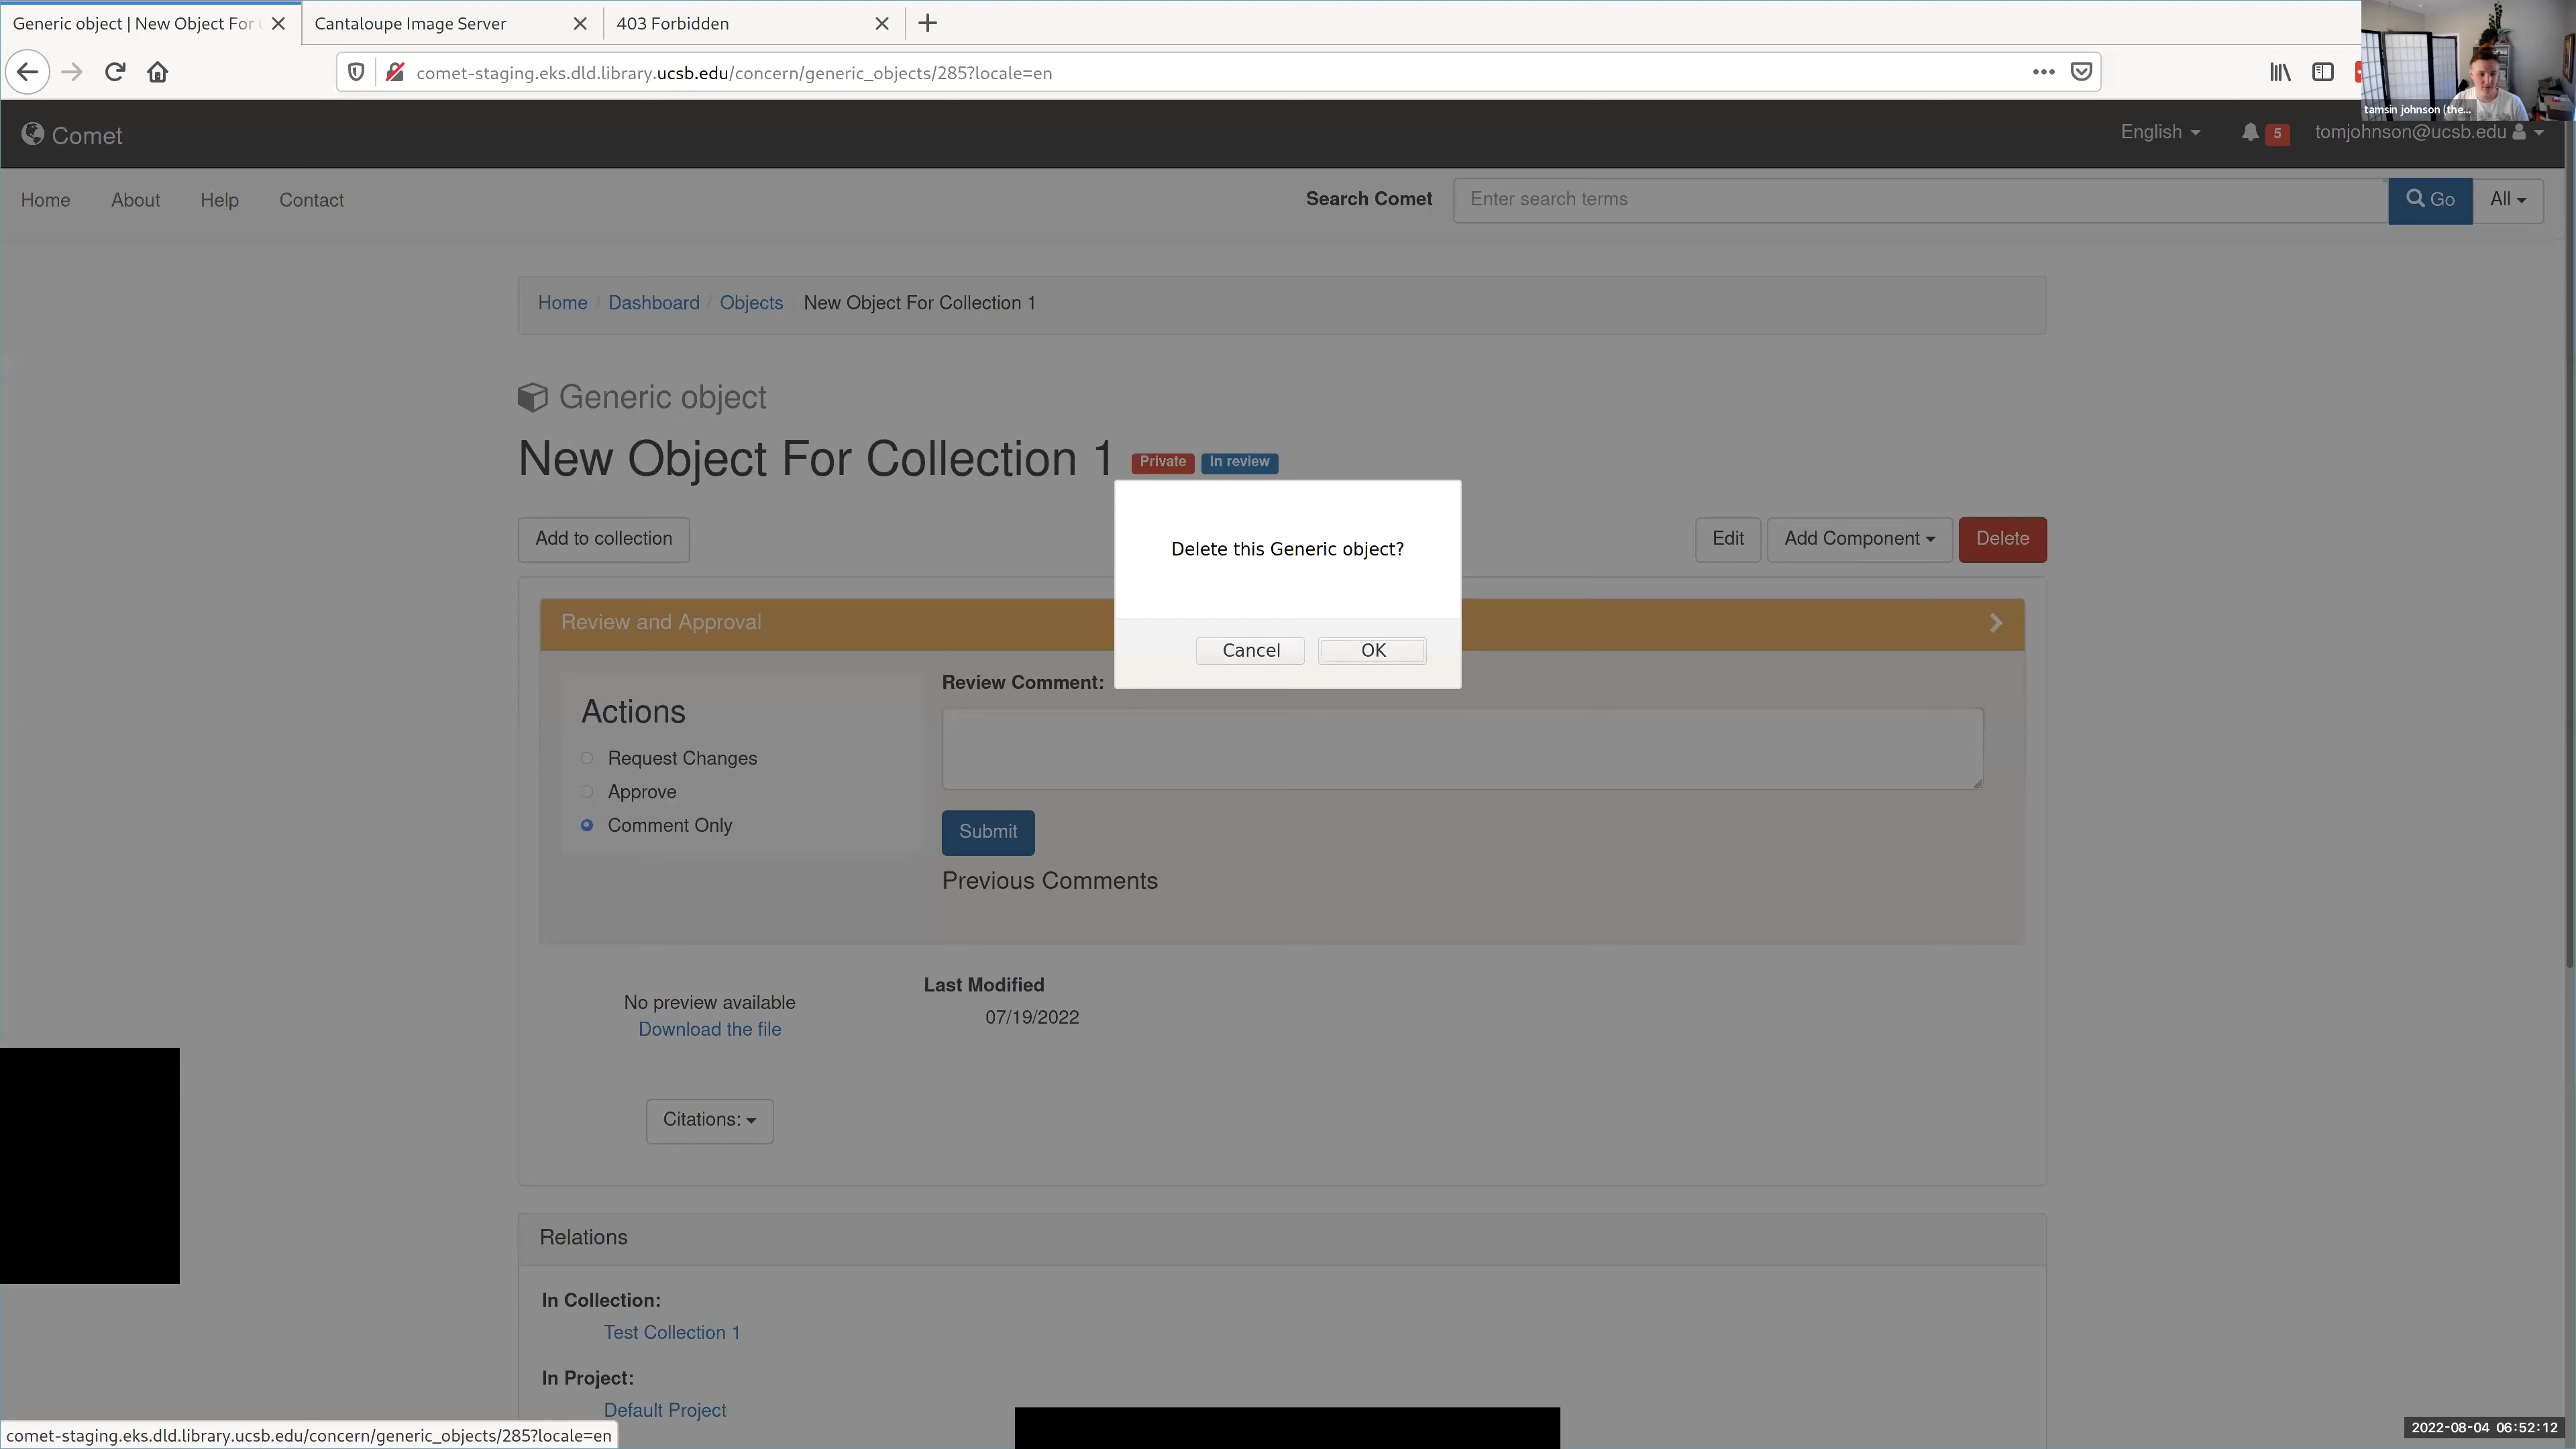 Generic object | New Object For
Cantaloupe Image Server
403 Forbidden
comet-staging.eks.dld.library.ucsb.edu/concern/generic_objects/285?locale=en
tamsin johnson (the...
Comet
English
5
tomjohnson@ucsb.edu
Home
About
Help
Contact
Search Comet
Enter search terms
Go
All
Home / Dashboard / Objects / New Object For Collection 1
Generic object
New Object For Collection 1
Private
In review
Add to collection
Edit
Add Component
Delete
Delete this Generic object?
Cancel
OK
Review and Approval
Actions
Request Changes
Approve
Comment Only
Review Comment:
Submit
Previous Comments
No preview available
Download the file
Last Modified
07/19/2022
Citations:
Relations
In Collection:
Test Collection 1
In Project:
Default Project
comet-staging.eks.dld.library.ucsb.edu/concern/generic_objects/285?locale=en
2022-08-04 06:52:12